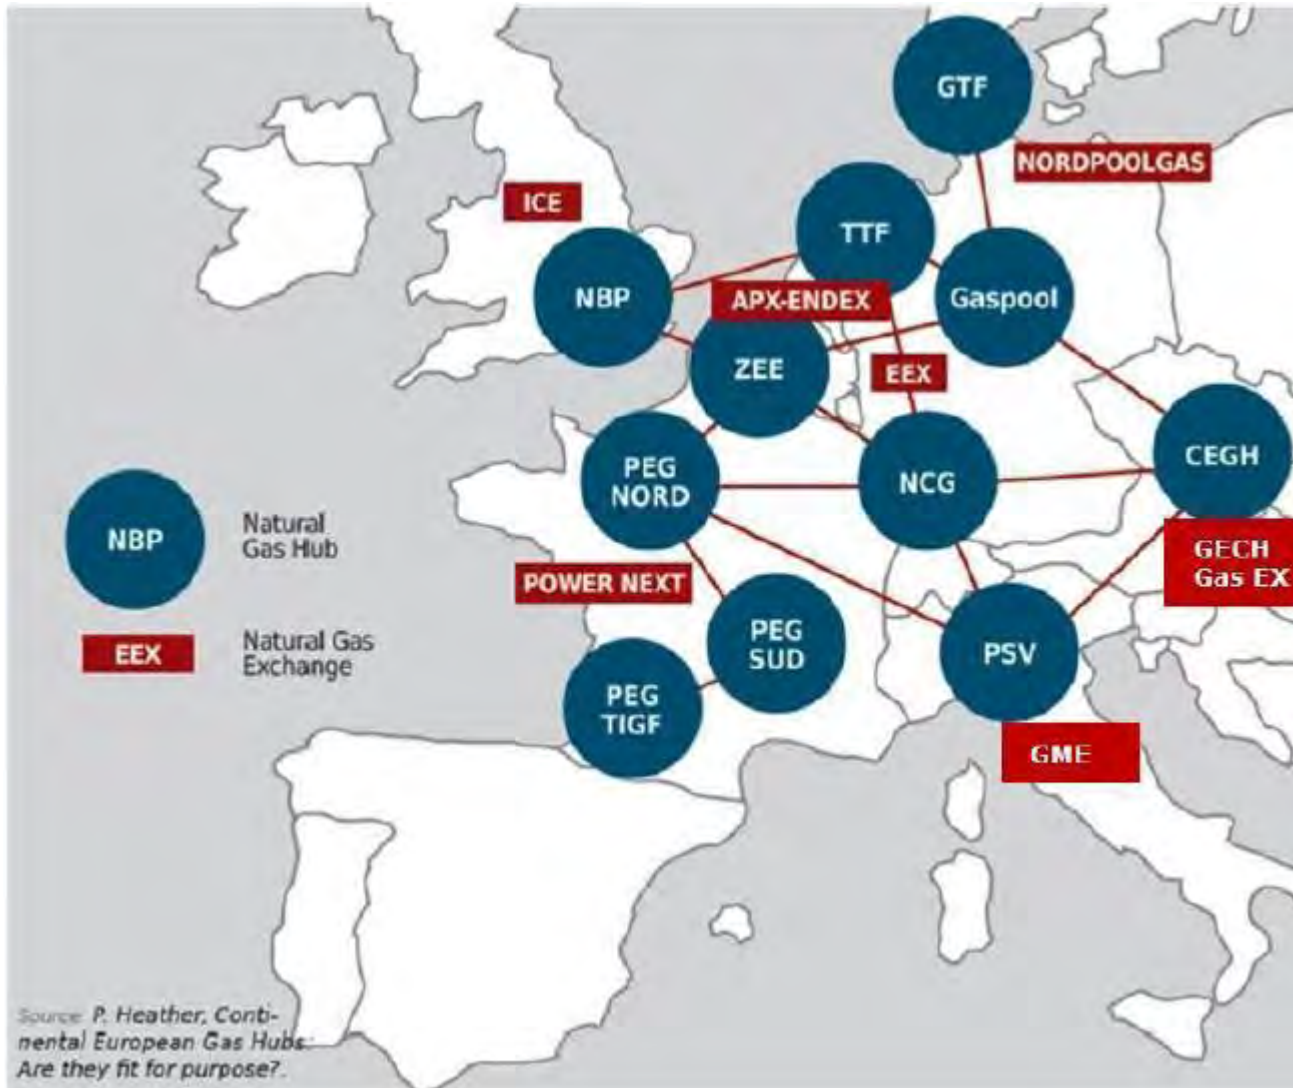 GTF
NORDPOOLGAS
ICE
TTF
NBP
APX-ENDEX
Gaspool
ZEE
EEX
PEG
NORD
NCG
CEGH
NBP
Natural
Gas Hub
GECH
Gas EX
POWER NEXT
EEX
Natural Gas
Exchange
PEG
SUD
PSV
PEG
TIGF
GME
Source: P. Heather, Conti-
nental European Gas Hubs:
Are they fit for purpose?.